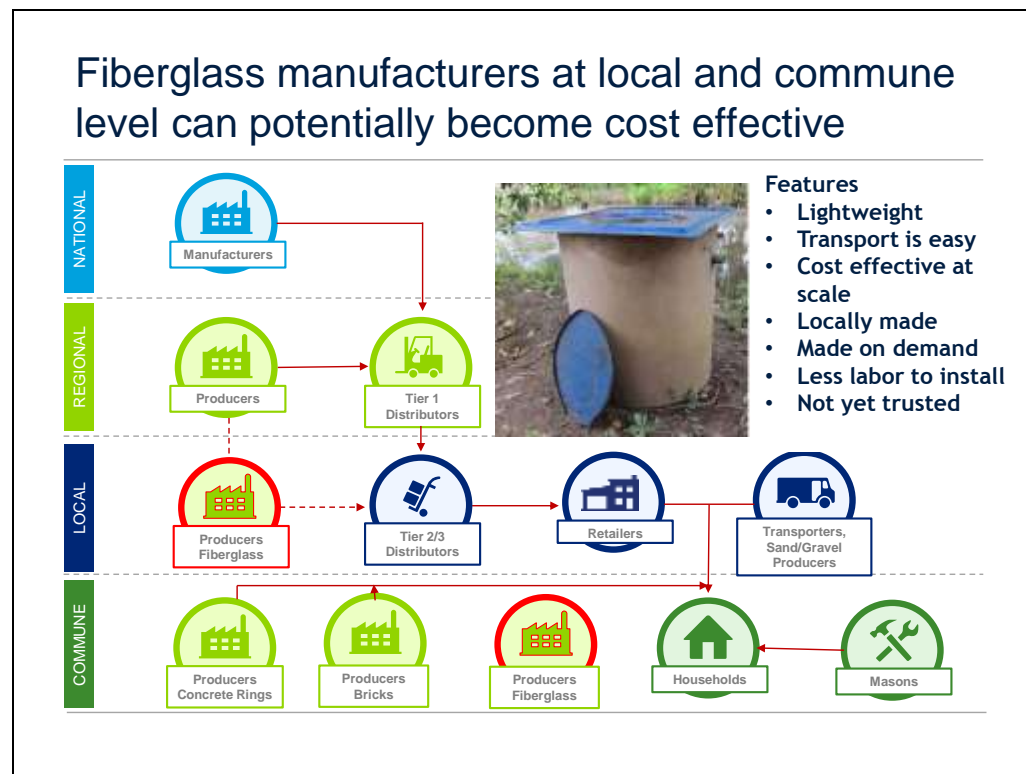 Fiberglass manufacturers at local and commune
level can potentially become cost effective
NATIONAL
Manufacturers
Features
• Lightweight
• Transport is easy
• Cost effective at
scale
• Locally made
• Made on demand
• Less labor to install
• Not yet trusted
REGIONAL
Producers
Tier 1
Distributors
LOCAL
Producers
Fiberglass
Tier 2/3
Distributors
Retailers
Transporters,
Sand/Gravel
Producers
COMMUNE
Producers
Concrete Rings
Producers
Bricks
Producers
Fiberglass
Households
Masons